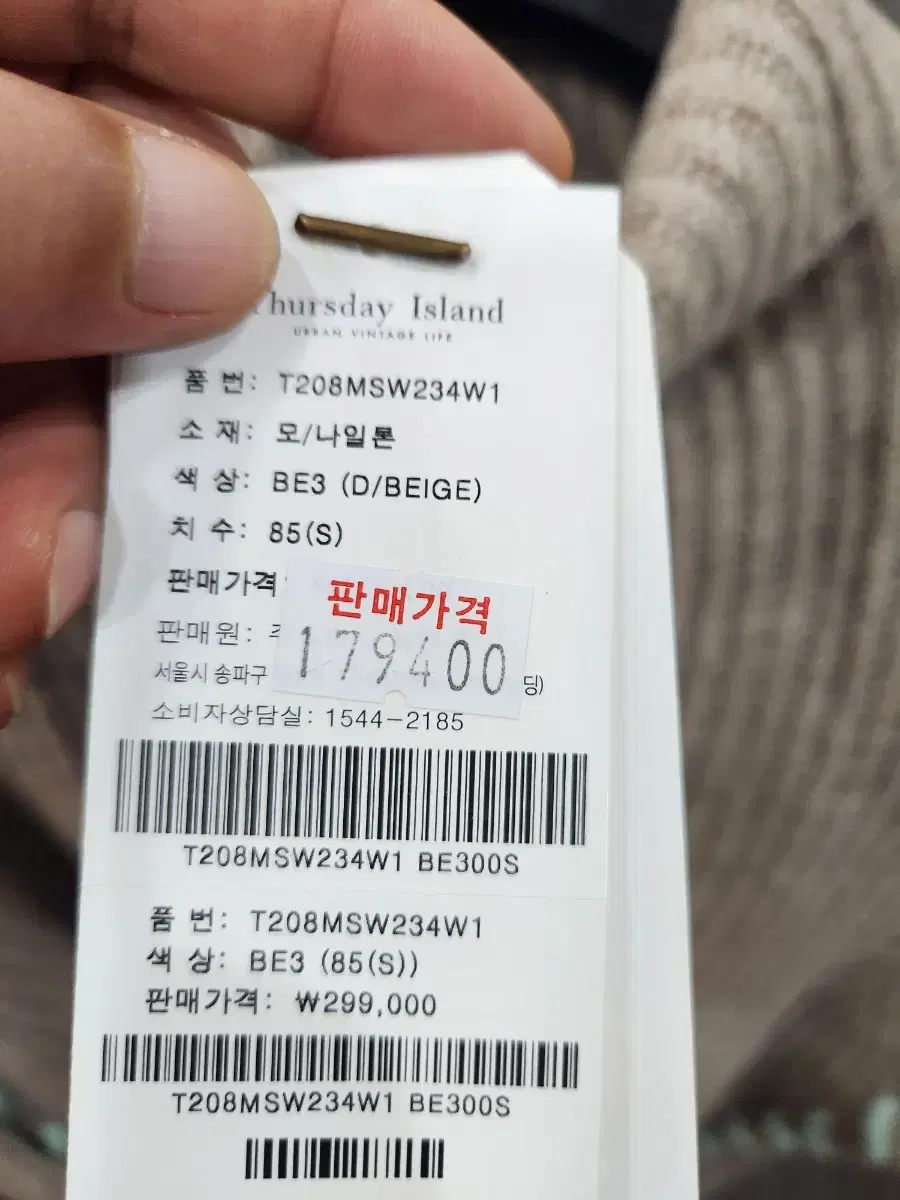 hursday Island
URBAN VINTAGE LIFE
품 번: T208MSW234W1
소 재: 모/나일론
색 상: BE3 (D/BEIGE)
치 수: 85(S)
판매가격
판매가격
179400
판매원:
서울시 송파구 딩)
소비자상담실: 1544-2185
T208MSW234W1 BE300S
품 번: T208MSW234W1
색 상: BE3 (85(S))
판매가격: ₩299,000
T208MSW234W1 BE300S